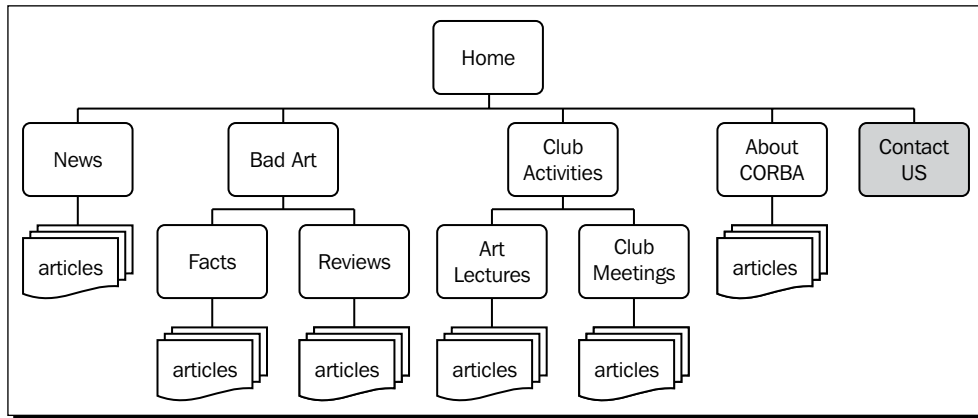 Home
News
Bad Art
Club
Activities
About
CORBA
Contact
US
articles
Facts
Reviews
Art
Lectures
Club
Meetings
articles
articles
articles
articles
articles